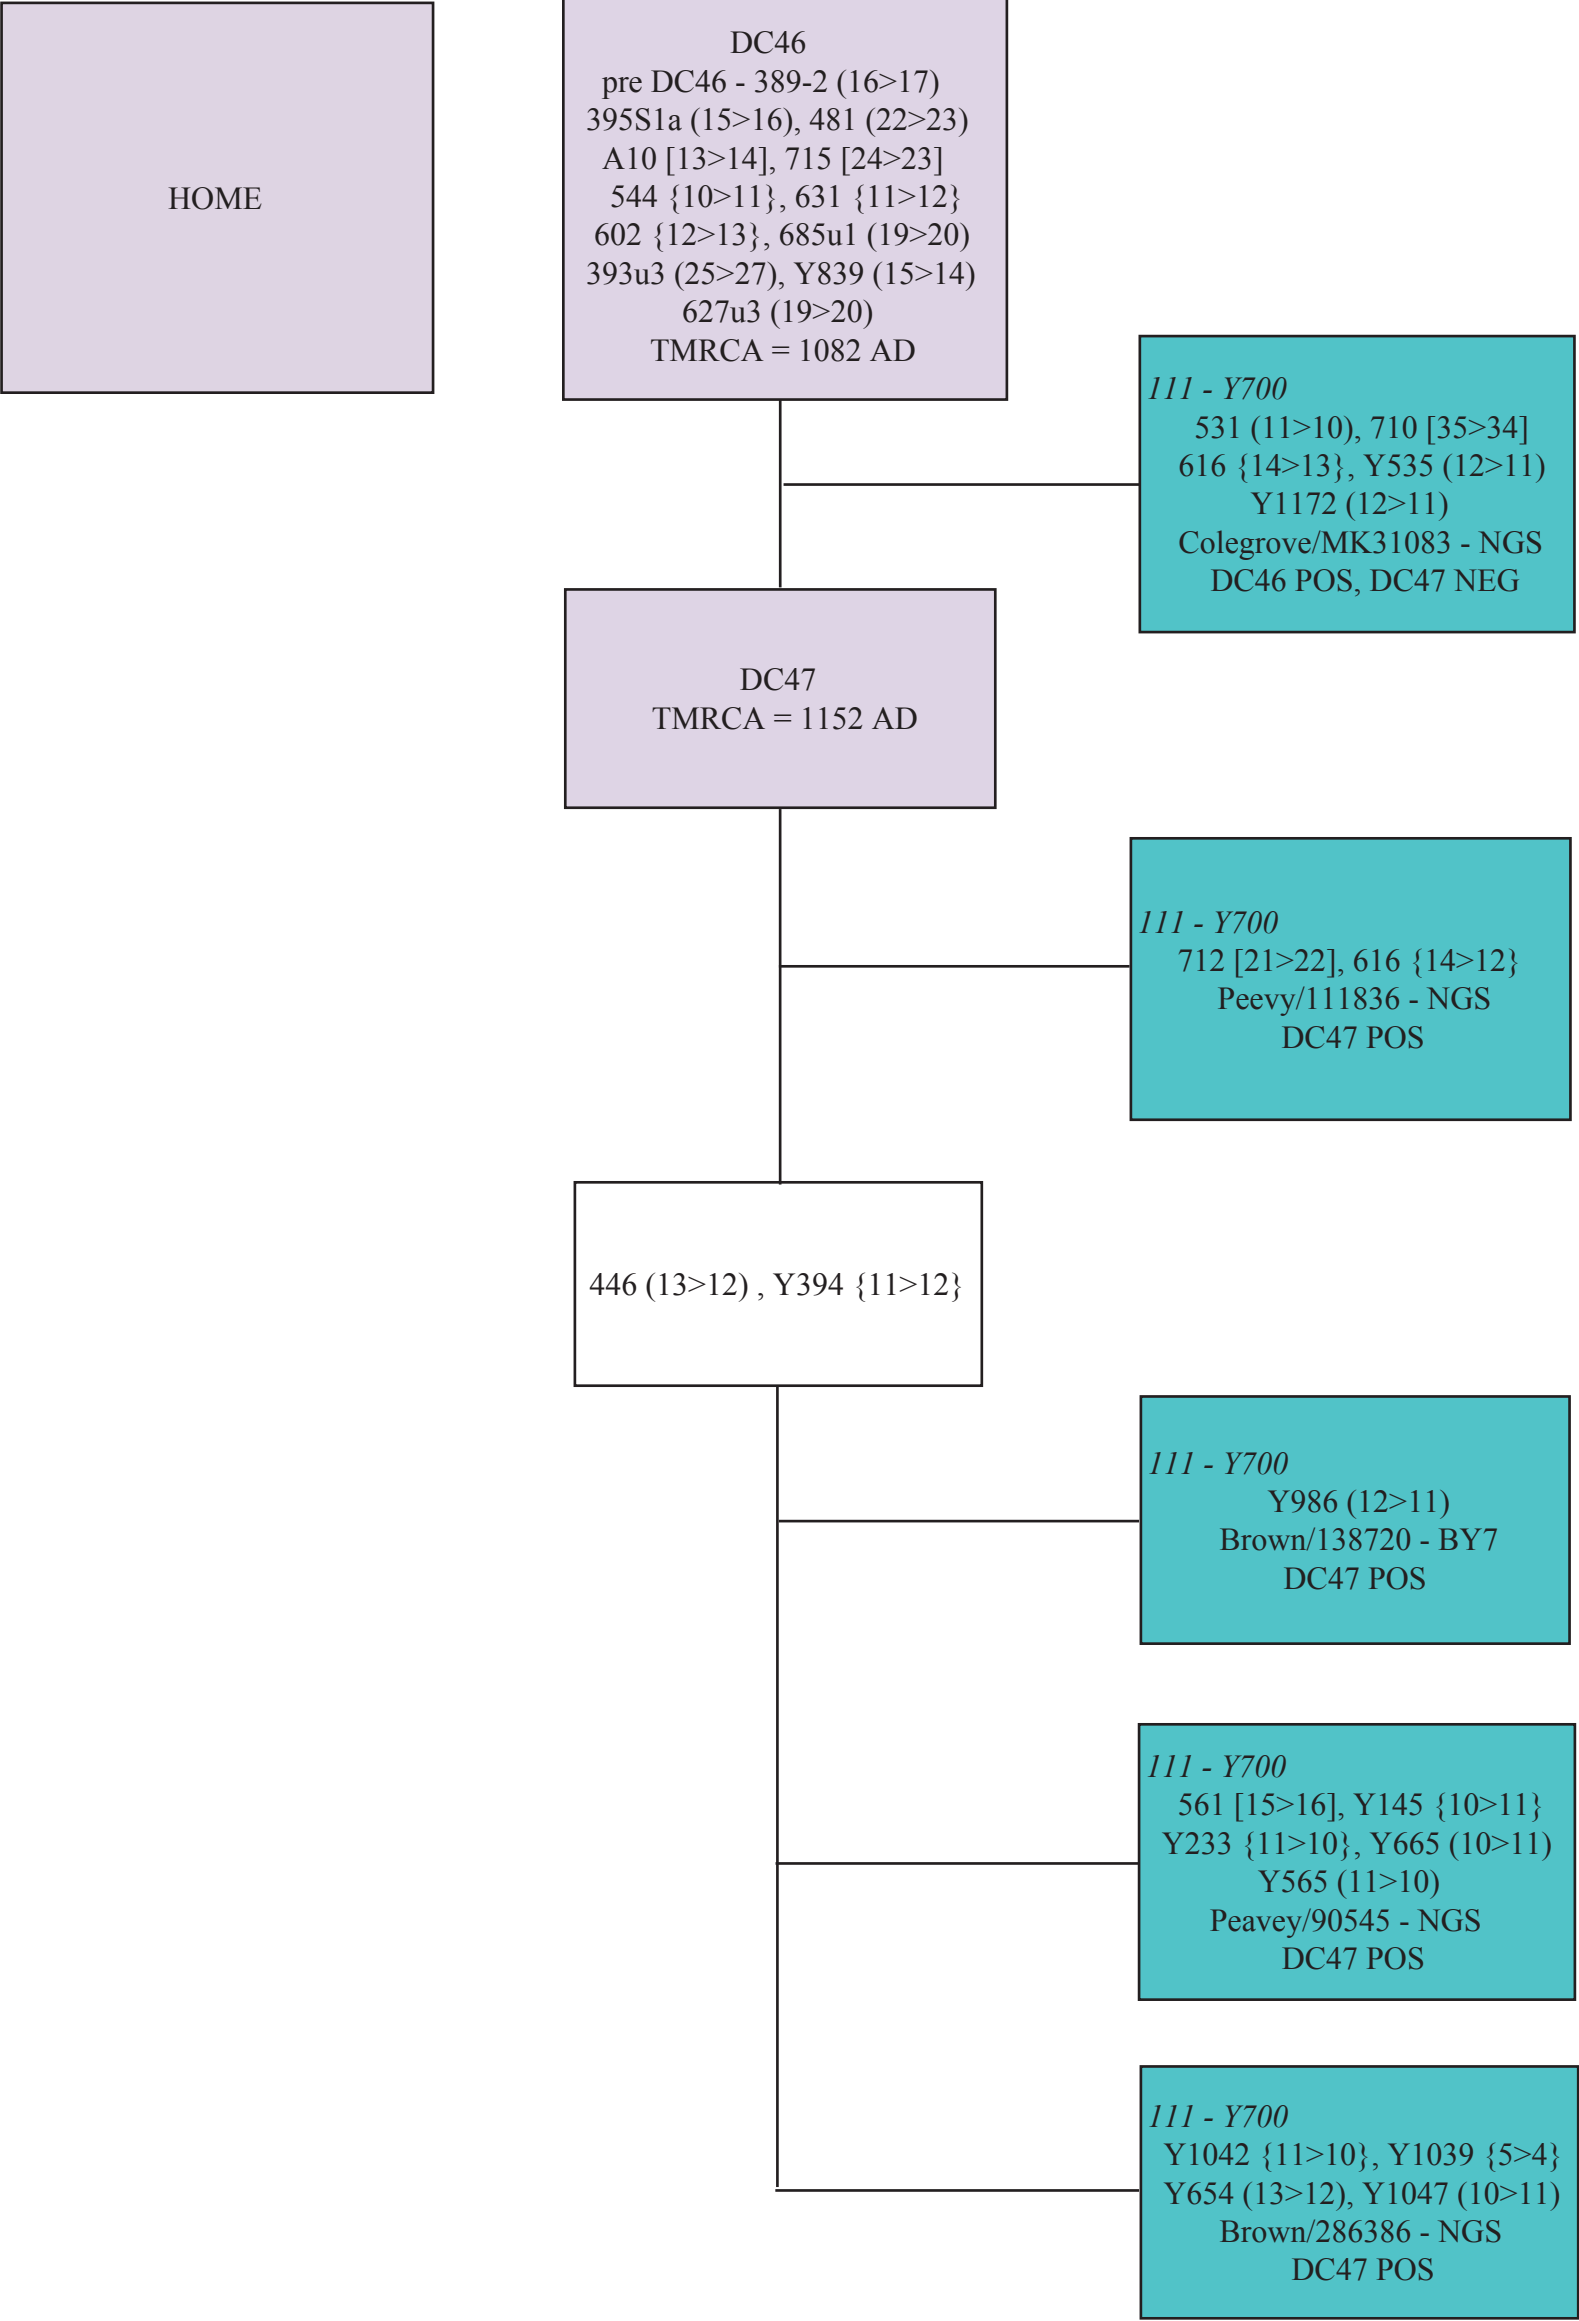 HOME
DC46
pre DC46 - 389-2 (16>17)
395S1a (15>16), 481 (22>23)
A10 [13>14], 715 [24>23]
544 {10>11}, 631 {11>12}
602 {12>13}, 685u1 (19>20)
393u3 (25>27), Y839 (15>14)
627u3 (19>20)
TMRCA = 1082 AD
111 - Y700
531 (11>10), 710 [35>34]
616 {14>13}, Y535 (12>11)
Y1172 (12>11)
Colegrove/MK31083 - NGS
DC46 POS, DC47 NEG
DC47
TMRCA = 1152 AD
111 - Y700
712 [21>22], 616 {14>12}
Peevy/111836 - NGS
DC47 POS
446 (13>12) , Y394 {11>12}
111 - Y700
Y986 (12>11)
Brown/138720 - BY7
DC47 POS
111 - Y700
561 [15>16], Y145 {10>11}
Y233 {11>10}, Y665 (10>11)
Y565 (11>10)
Peavey/90545 - NGS
DC47 POS
111 - Y700
Y1042 {11>10}, Y1039 {5>4}
Y654 (13>12), Y1047 (10>11)
Brown/286386 - NGS
DC47 POS